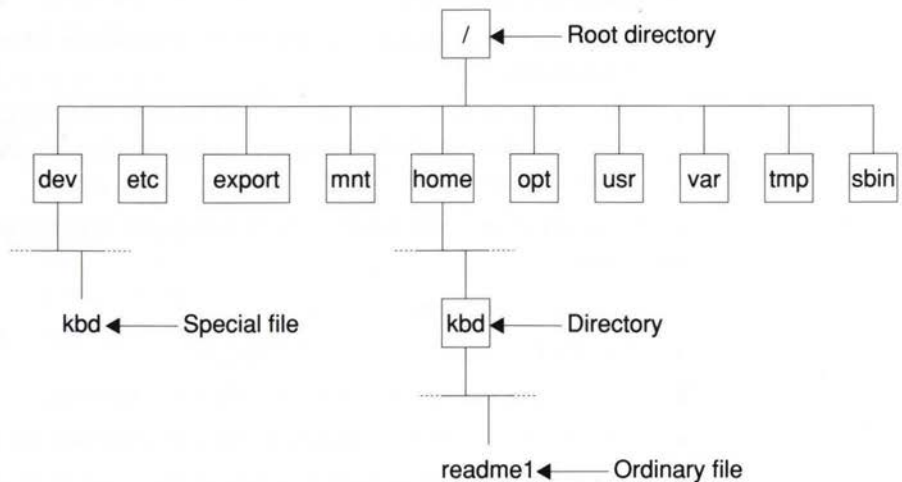 / Root directory
dev etc export mnt home opt usr var tmp sbin
kbd Special file kbd Directory
readme1 Ordinary file